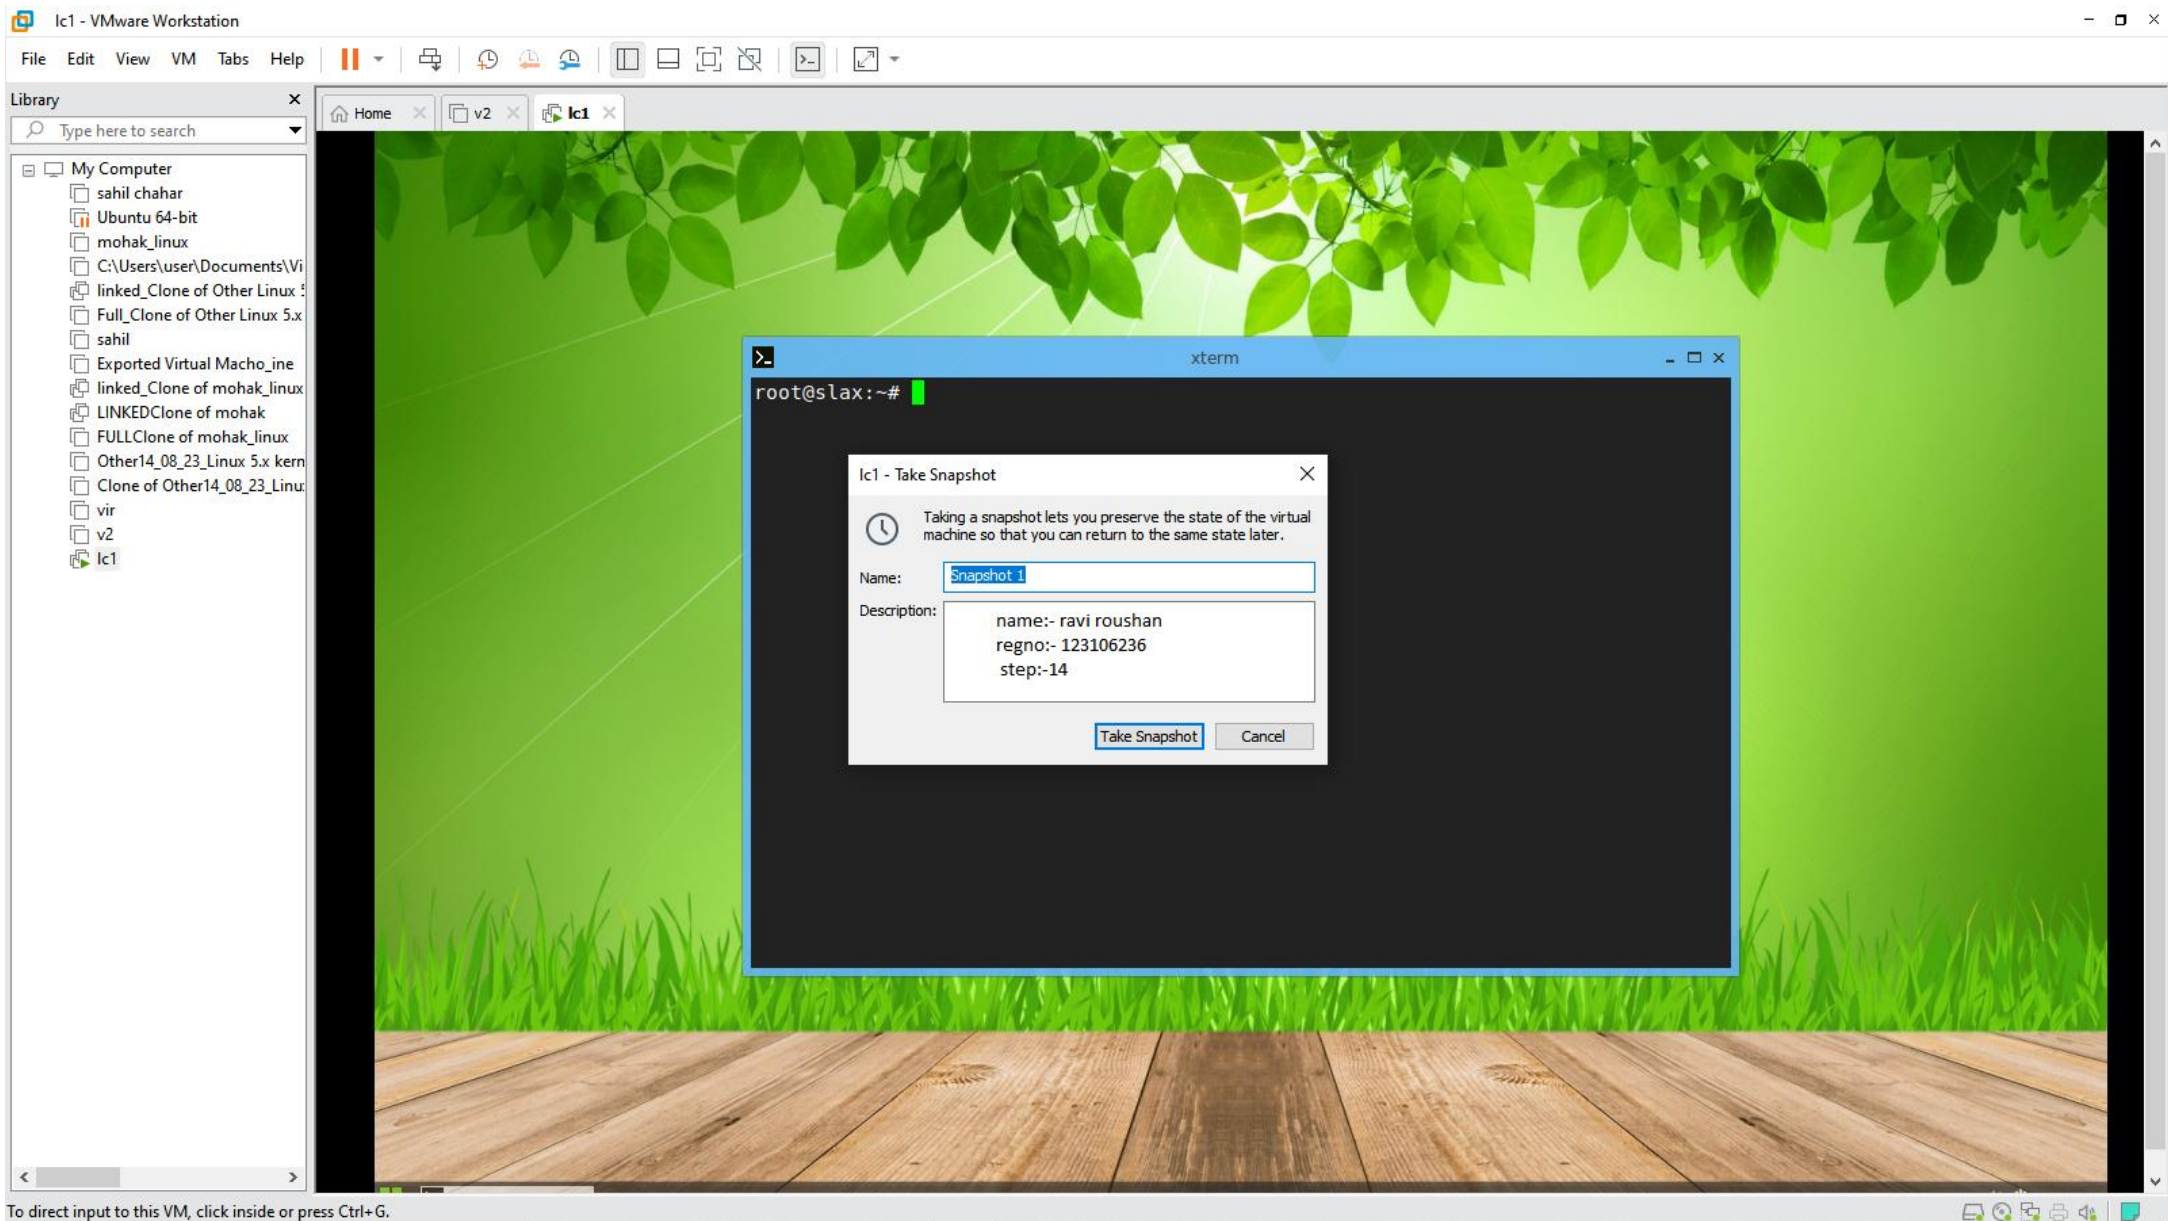 lc1 - VMware Workstation
File Edit View VM Tabs Help
Library
Type here to search
Home
v2
lc1
My Computer
sahil chahar
Ubuntu 64-bit
mohak_linux
C:\Users\user\Documents\Vi
linked_Clone of Other Linux 5
Full_Clone of Other Linux 5.x
sahil
Exported Virtual Macho_ine
linked_Clone of mohak_linux
LINKEDClone of mohak
FULLClone of mohak_linux
Other14_08_23_Linux 5.x kern
Clone of Other14_08_23_Linu
vir
v2
lc1
xterm
root@slax:~#
lc1 - Take Snapshot
Taking a snapshot lets you preserve the state of the virtual
machine so that you can return to the same state later.
Name: Snapshot 1
Description:
name:- ravi roushan
regno:- 123106236
step:-14
Take Snapshot Cancel
To direct input to this VM, click inside or press Ctrl+G.